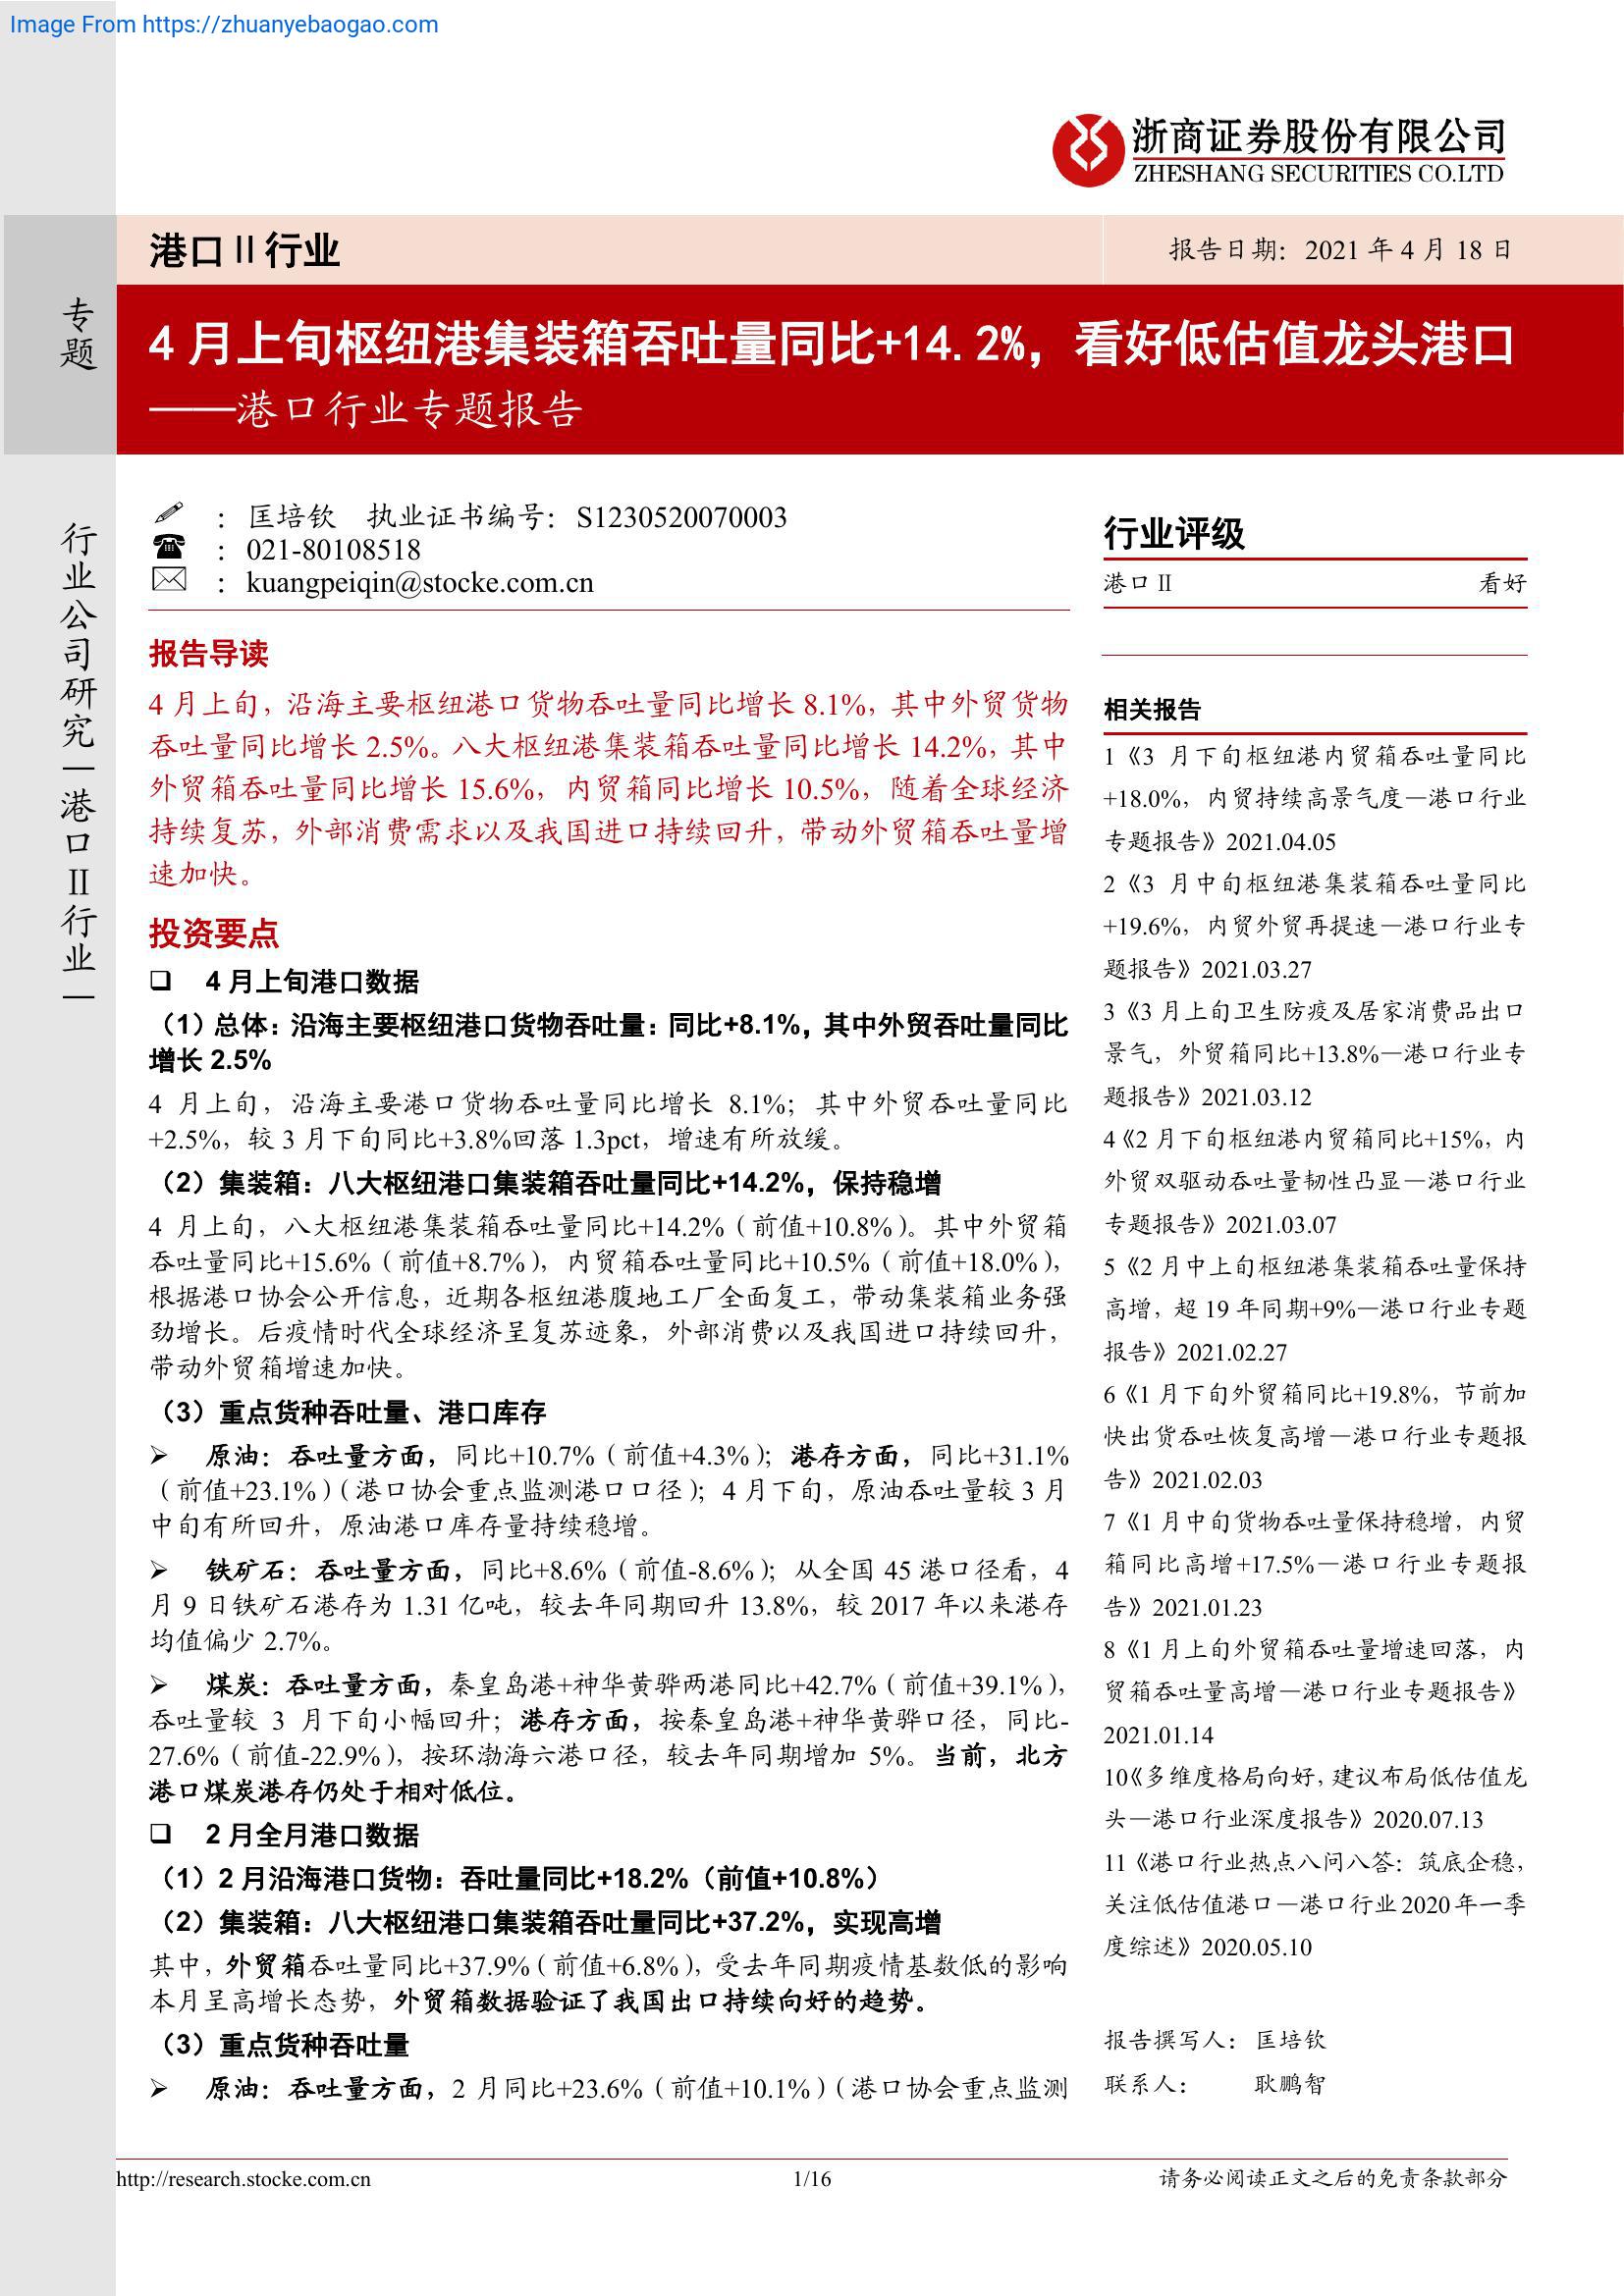 Image From https://zhuanyebaogao.com
浙商证券股份有限公司
ZHESHANG SECURITIES CO.LTD
港口Ⅱ行业
报告日期：2021 年 4 月 18 日
专题
4 月上旬枢纽港集装箱吞吐量同比+14.2%，看好低估值龙头港口
——港口行业专题报告
行业公司研究｜港口Ⅱ行业｜
：匡培钦 执业证书编号：S1230520070003
：021-80108518
：kuangpeiqin@stocke.com.cn
报告导读
4 月上旬，沿海主要枢纽港口货物吞吐量同比增长 8.1%，其中外贸货物
吞吐量同比增长 2.5%。八大枢纽港集装箱吞吐量同比增长 14.2%，其中
外贸箱吞吐量同比增长 15.6%，内贸箱同比增长 10.5%，随着全球经济
持续复苏，外部消费需求以及我国进口持续回升，带动外贸箱吞吐量增
速加快。
投资要点
❑ 4 月上旬港口数据
（1）总体：沿海主要枢纽港口货物吞吐量：同比+8.1%，其中外贸吞吐量同比
增长 2.5%
4 月上旬，沿海主要港口货物吞吐量同比增长 8.1%；其中外贸吞吐量同比
+2.5%，较 3 月下旬同比+3.8%回落 1.3pct，增速有所放缓。
（2）集装箱：八大枢纽港口集装箱吞吐量同比+14.2%，保持稳增
4 月上旬，八大枢纽港集装箱吞吐量同比+14.2%（前值+10.8%）。其中外贸箱
吞吐量同比+15.6%（前值+8.7%），内贸箱吞吐量同比+10.5%（前值+18.0%），
根据港口协会公开信息，近期各枢纽港腹地工厂全面复工，带动集装箱业务强
劲增长。后疫情时代全球经济呈复苏迹象，外部消费以及我国进口持续回升，
带动外贸箱增速加快。
（3）重点货种吞吐量、港口库存
➢ 原油：吞吐量方面，同比+10.7%（前值+4.3%）；港存方面，同比+31.1%
（前值+23.1%）（港口协会重点监测港口口径）；4 月下旬，原油吞吐量较 3 月
中旬有所回升，原油港口库存量持续稳增。
➢ 铁矿石：吞吐量方面，同比+8.6%（前值-8.6%）；从全国 45 港口径看，4
月 9 日铁矿石港存为 1.31 亿吨，较去年同期回升 13.8%，较 2017 年以来港存
均值偏少 2.7%。
➢ 煤炭：吞吐量方面，秦皇岛港+神华黄骅两港同比+42.7%（前值+39.1%），
吞吐量较 3 月下旬小幅回升；港存方面，按秦皇岛港+神华黄骅口径，同比-
27.6%（前值-22.9%），按环渤海六港口径，较去年同期增加 5%。当前，北方
港口煤炭港存仍处于相对低位。
❑ 2 月全月港口数据
（1）2 月沿海港口货物：吞吐量同比+18.2%（前值+10.8%）
（2）集装箱：八大枢纽港口集装箱吞吐量同比+37.2%，实现高增
其中，外贸箱吞吐量同比+37.9%（前值+6.8%），受去年同期疫情基数低的影响
本月呈高增长态势，外贸箱数据验证了我国出口持续向好的趋势。
（3）重点货种吞吐量
➢ 原油：吞吐量方面，2 月同比+23.6%（前值+10.1%）（港口协会重点监测
行业评级
港口Ⅱ 看好
相关报告
1《3 月下旬枢纽港内贸箱吞吐量同比
+18.0%，内贸持续高景气度—港口行业
专题报告》2021.04.05
2《3 月中旬枢纽港集装箱吞吐量同比
+19.6%，内贸外贸再提速—港口行业专
题报告》2021.03.27
3《3 月上旬卫生防疫及居家消费品出口
景气，外贸箱同比+13.8%—港口行业专
题报告》2021.03.12
4《2 月下旬枢纽港内贸箱同比+15%，内
外贸双驱动吞吐量韧性凸显—港口行业
专题报告》2021.03.07
5《2 月中上旬枢纽港集装箱吞吐量保持
高增，超 19 年同期+9%—港口行业专题
报告》2021.02.27
6《1 月下旬外贸箱同比+19.8%，节前加
快出货吞吐恢复高增—港口行业专题报
告》2021.02.03
7《1 月中旬货物吞吐量保持稳增，内贸
箱同比高增+17.5%—港口行业专题报
告》2021.01.23
8《1 月上旬外贸箱吞吐量增速回落，内
贸箱吞吐量高增—港口行业专题报告》
2021.01.14
10《多维度格局向好，建议布局低估值龙
头—港口行业深度报告》2020.07.13
11《港口行业热点八问八答：筑底企稳，
关注低估值港口—港口行业 2020 年一季
度综述》2020.05.10
报告撰写人：匡培钦
联系人： 耿鹏智
http://research.stocke.com.cn
1/16
请务必阅读正文之后的免责条款部分